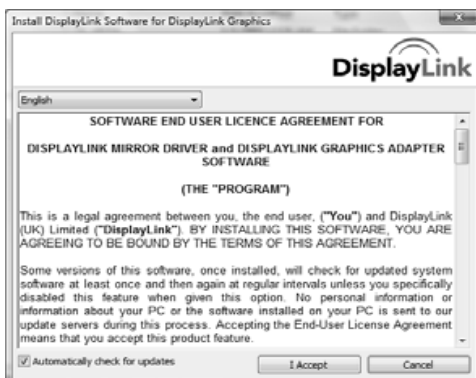 Install DisplayLink Software for DisplayLink Graphics
DisplayLink
English
SOFTWARE END USER LICENCE AGREEMENT FOR
DISPLAYLINK MIRROR DRIVER and DISPLAYLINK GRAPHICS ADAPTER
SOFTWARE
(THE "PROGRAM")
This is a legal agreement between you, the end user, ("You") and DisplayLink
(UK) Limited ("DisplayLink"). BY INSTALLING THIS SOFTWARE, YOU ARE
AGREEING TO BE BOUND BY THE TERMS OF THIS AGREEMENT.
Some versions of this software, once installed, will check for updated system
software at least once and then again at regular intervals unless you specifically
disabled this feature when given this option. No personal information or
information about your PC or the software installed on your PC is sent to our
update servers during this process. Accepting the End-User License Agreement
means that you accept this product feature.
Automatically check for updates
I Accept
Cancel